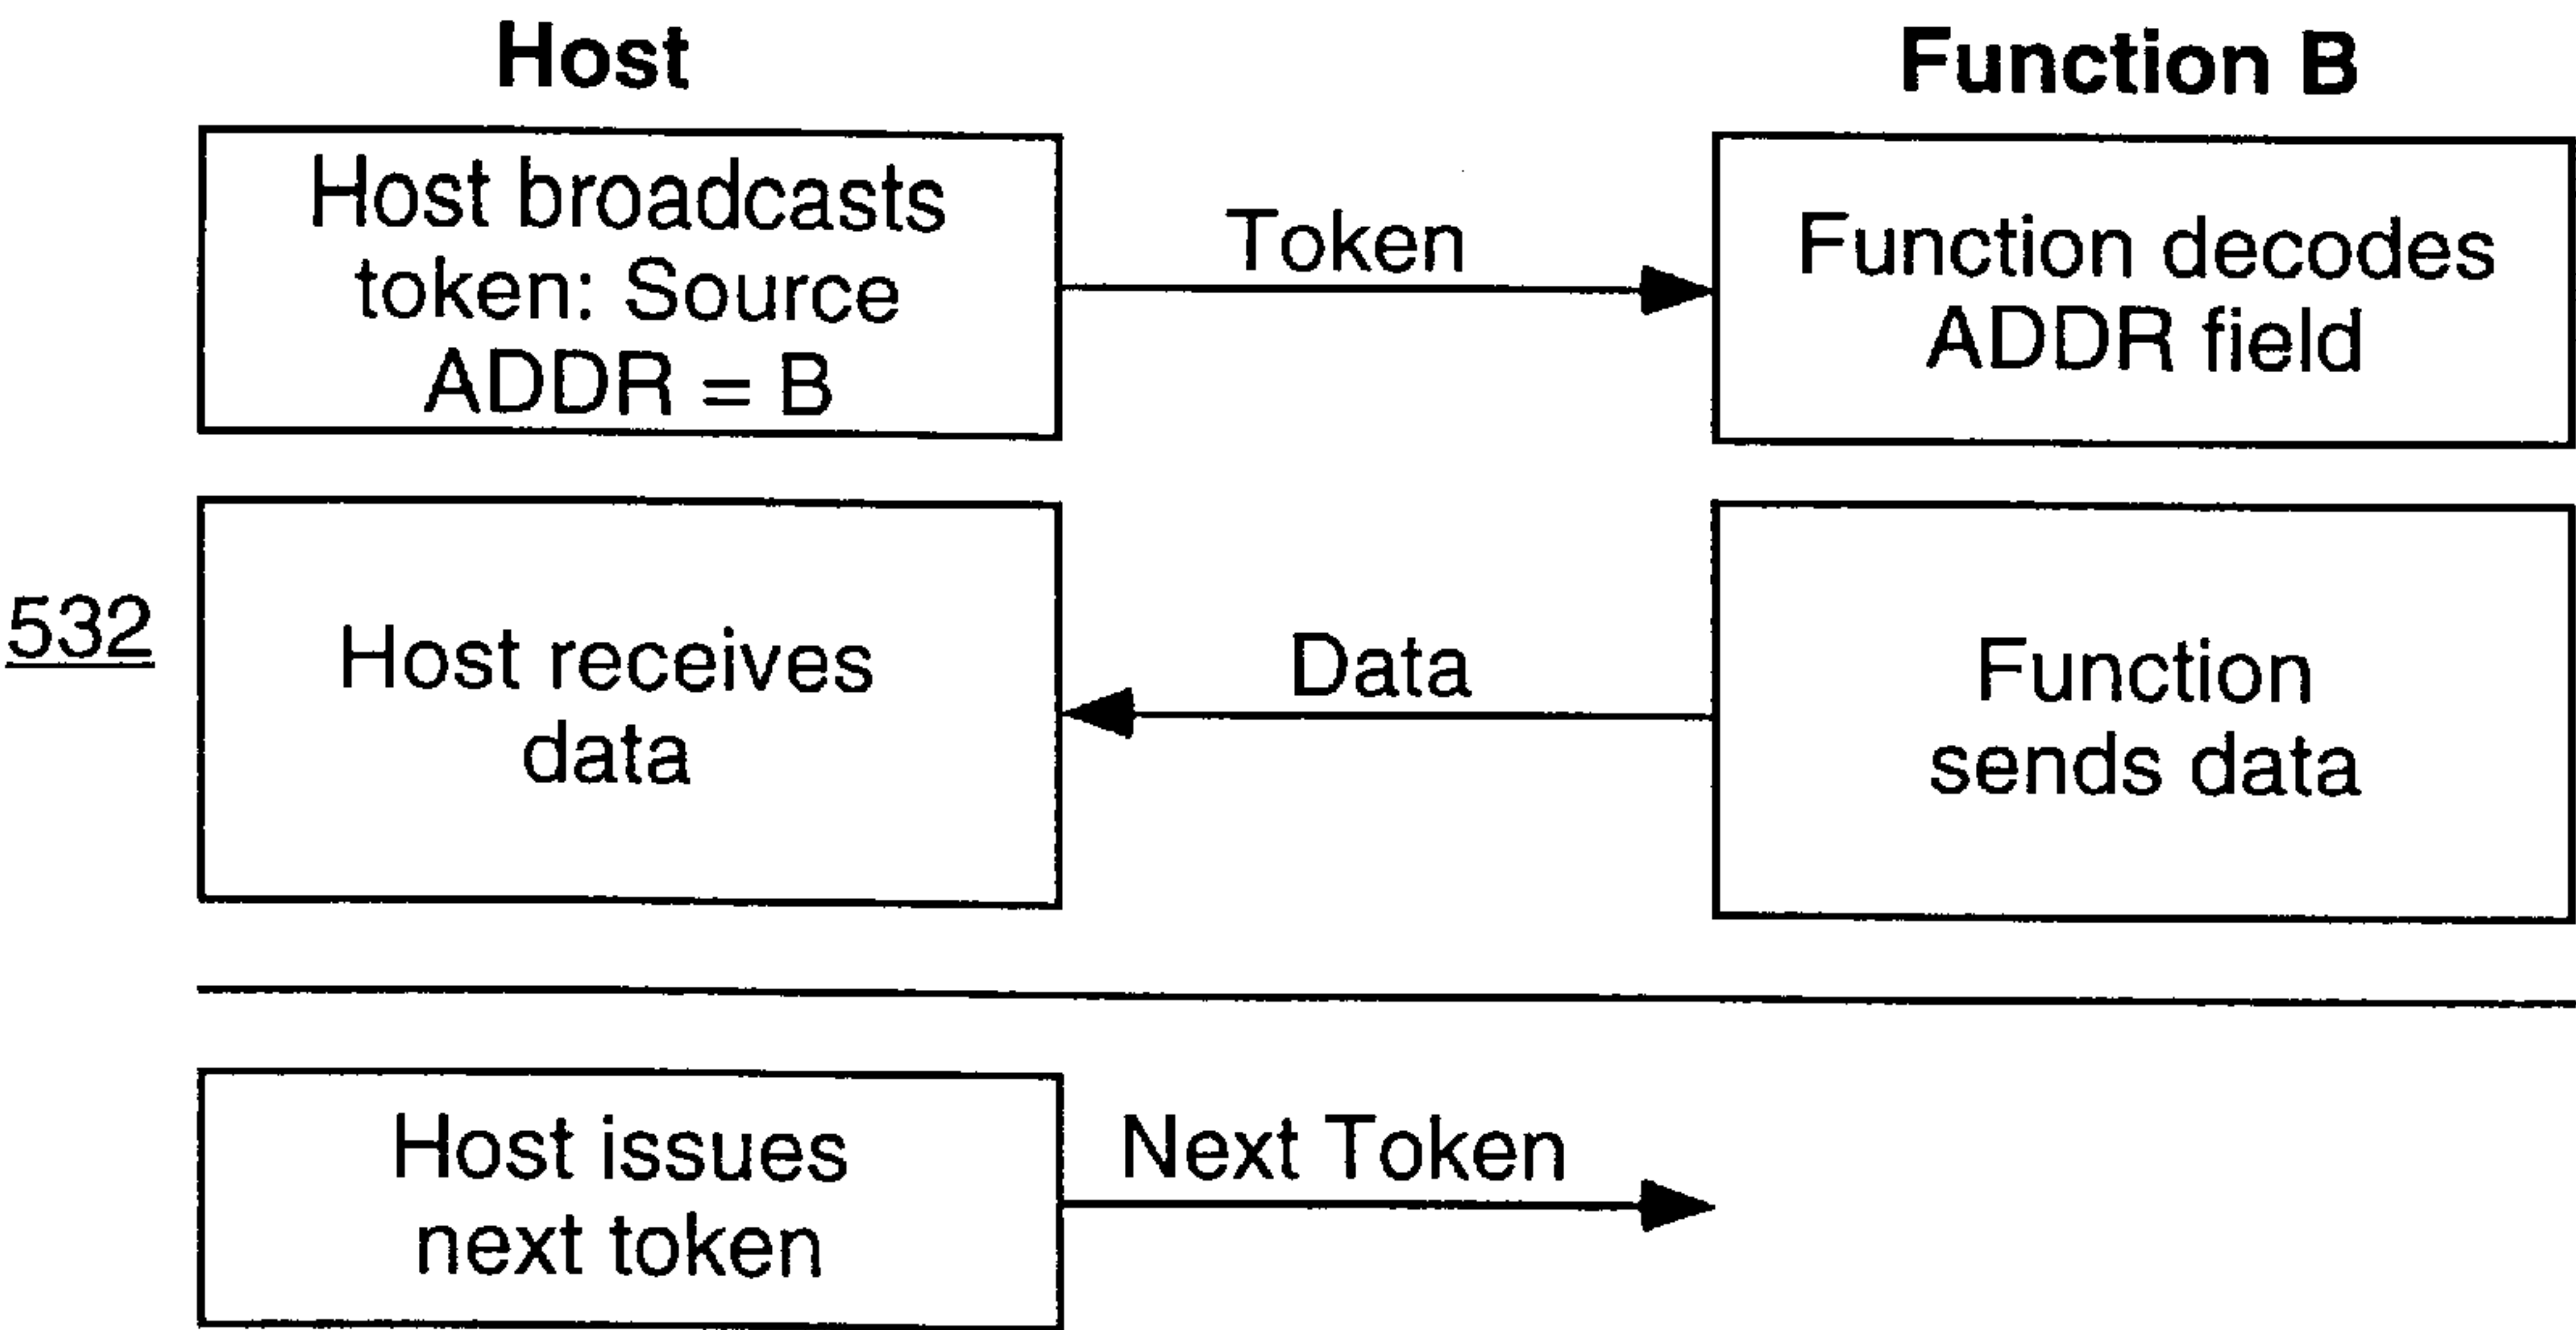 Host
Function B
Host broadcasts
token: Source
ADDR = B
Token
Function decodes
ADDR field
532
Host receives
data
Data
Function
sends data
Host issues
next token
Next Token